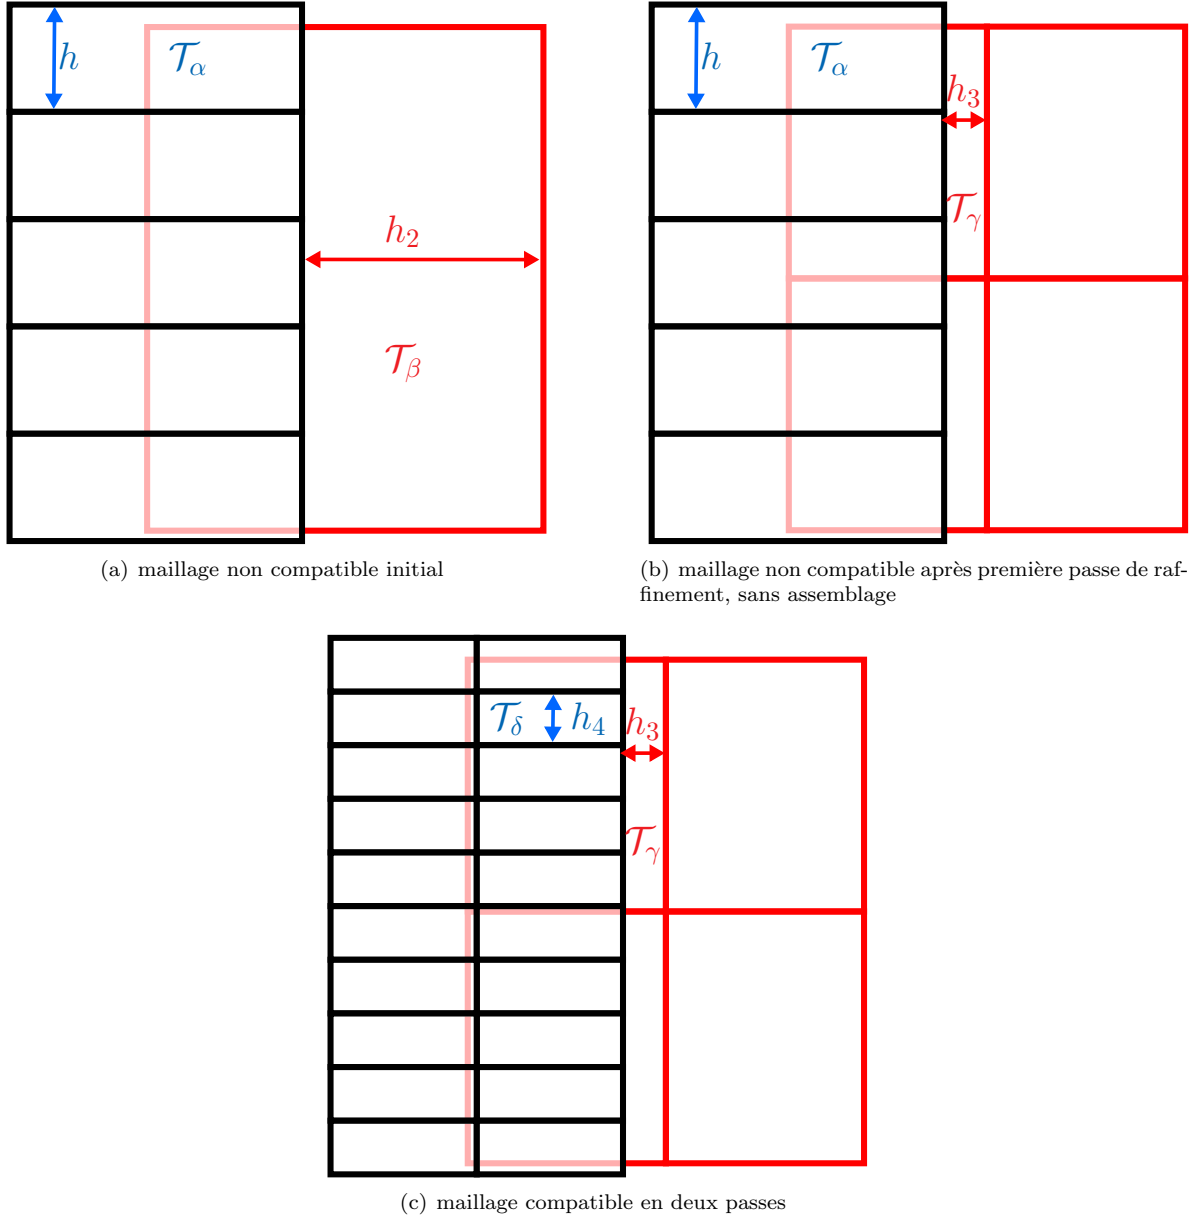 h
𝒯α
h2
𝒯β
(a) maillage non compatible initial
h
𝒯α
h3
𝒯γ
(b) maillage non compatible après première passe de raf-
finement, sans assemblage
𝒯δ
h4
h3
𝒯γ
(c) maillage compatible en deux passes